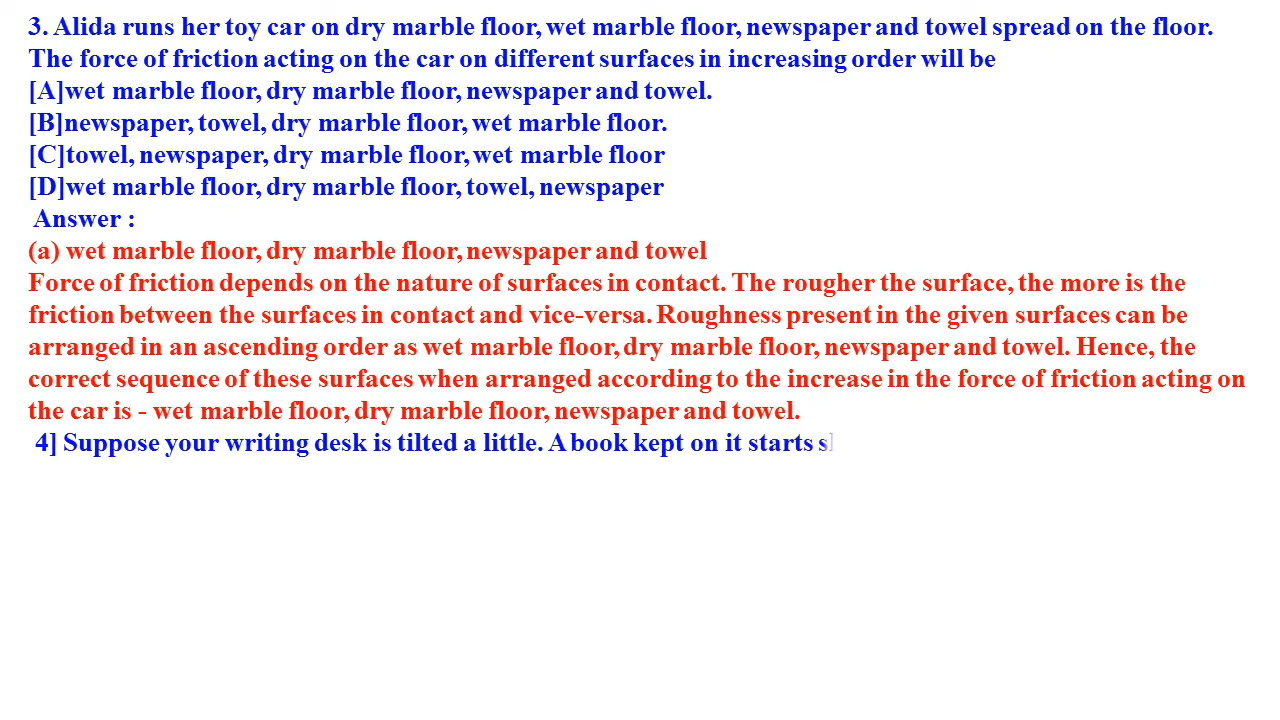 3. Alida runs her toy car on dry marble floor, wet marble floor, newspaper and towel spread on the floor.
The force of friction acting on the car on different surfaces in increasing order will be
[A]wet marble floor, dry marble floor, newspaper and towel.
[B]newspaper, towel, dry marble floor, wet marble floor.
[C]towel, newspaper, dry marble floor, wet marble floor
[D]wet marble floor, dry marble floor, towel, newspaper
Answer :
(a) wet marble floor, dry marble floor, newspaper and towel
Force of friction depends on the nature of surfaces in contact. The rougher the surface, the more is the
friction between the surfaces in contact and vice-versa. Roughness present in the given surfaces can be
arranged in an ascending order as wet marble floor, dry marble floor, newspaper and towel. Hence, the
correct sequence of these surfaces when arranged according to the increase in the force of friction acting on
the car is - wet marble floor, dry marble floor, newspaper and towel.
4] Suppose your writing desk is tilted a little. A book kept on it starts